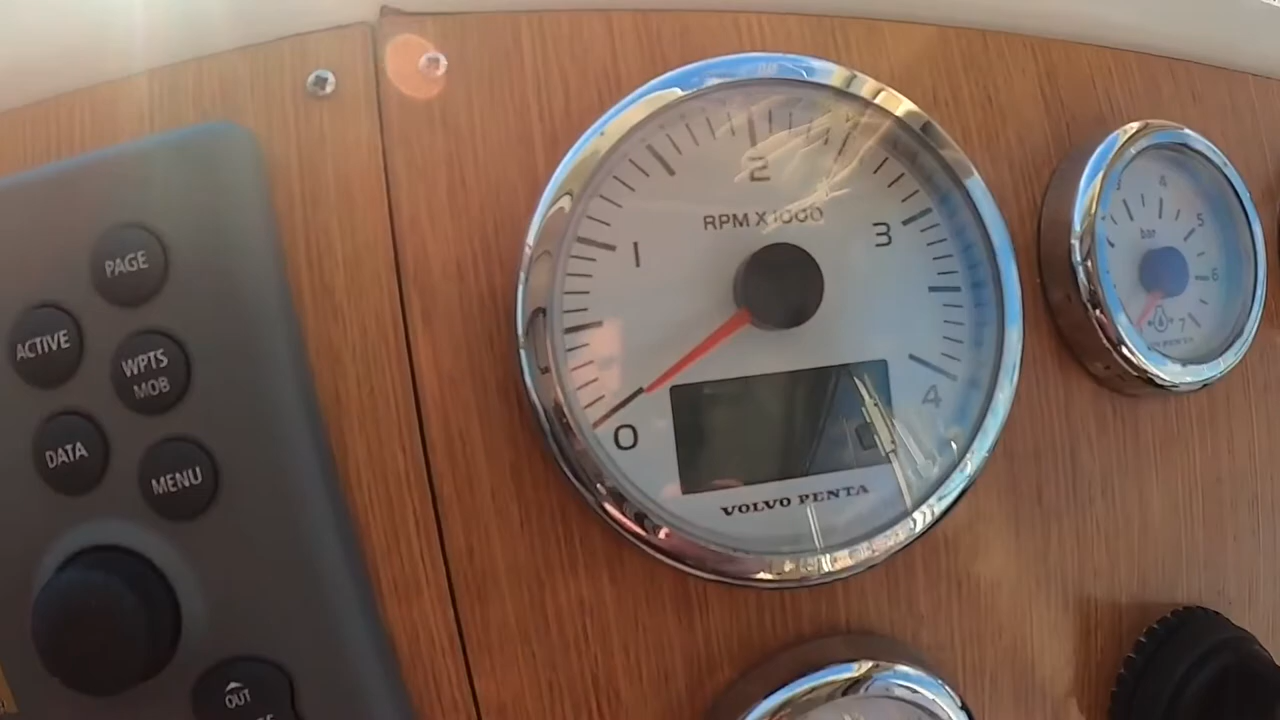 PAGE
ACTIVE
WPTS
MOB
DATA
MENU
OUT
2
RPM X 1000
1
3
0
4
VOLVO PENTA
4
5
bar
6
7